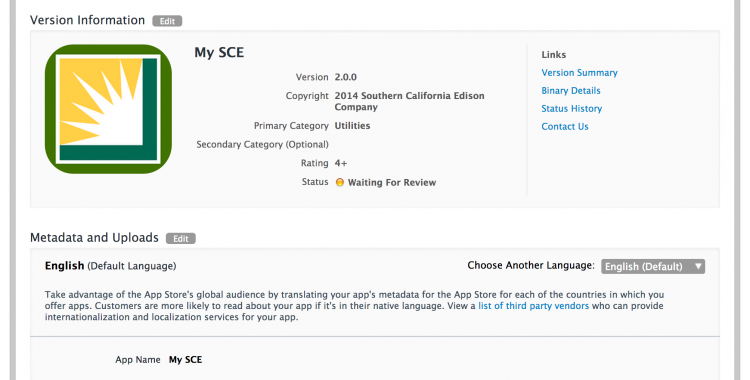 Version Information Edit
My SCE
Version 2.0.0
Copyright 2014 Southern California Edison
Company
Primary Category Utilities
Secondary Category (Optional)
Rating 4+
Status Waiting For Review
Links
Version Summary
Binary Details
Status History
Contact Us
Metadata and Uploads Edit
English (Default Language)
Choose Another Language: English (Default)
Take advantage of the App Store's global audience by translating your app's metadata for the App Store for each of the countries in which you
offer apps. Customers are more likely to read about your app if it's in their native language. View a list of third party vendors who can provide
internationalization and localization services for your app.
App Name My SCE